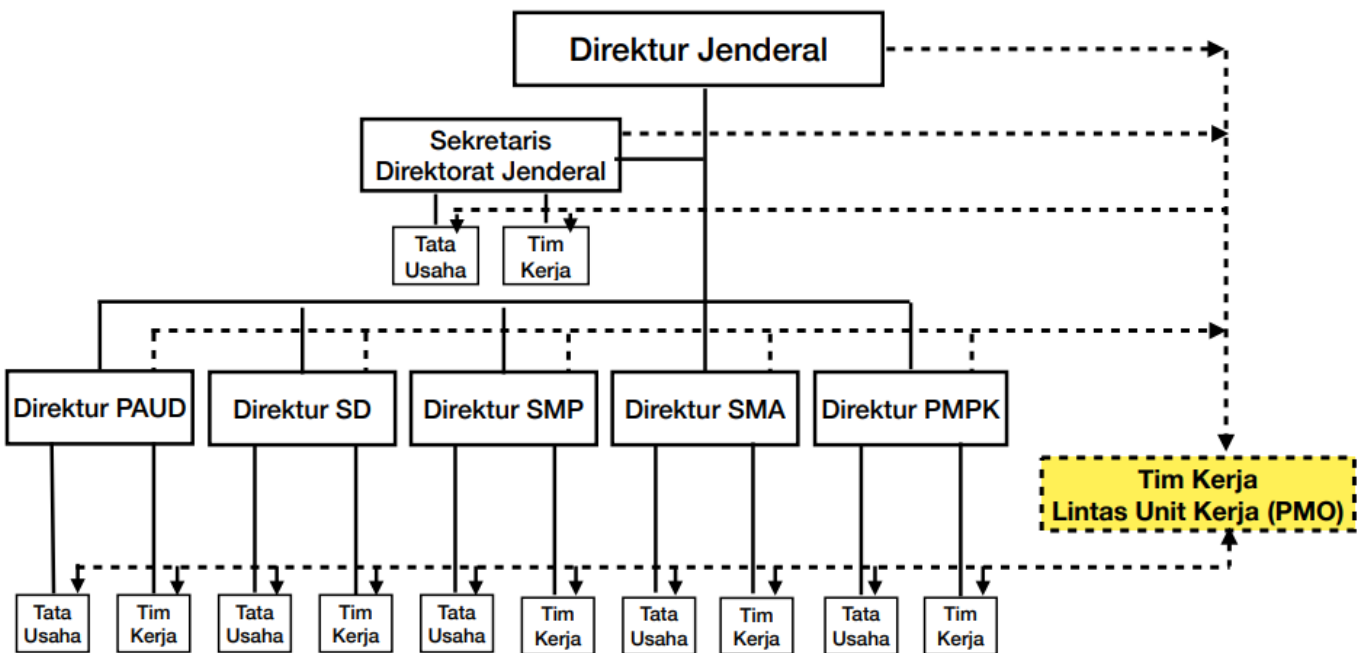 Direktur Jenderal
Sekretaris
Direktorat Jenderal
Tata
Usaha
Tim
Kerja
Direktur PAUD
Direktur SD
Direktur SMP
Direktur SMA
Direktur PMPK
Tim Kerja
Lintas Unit Kerja (PMO)
Tata
Usaha
Tim
Kerja
Tata
Usaha
Tim
Kerja
Tata
Usaha
Tim
Kerja
Tata
Usaha
Tim
Kerja
Tata
Usaha
Tim
Kerja